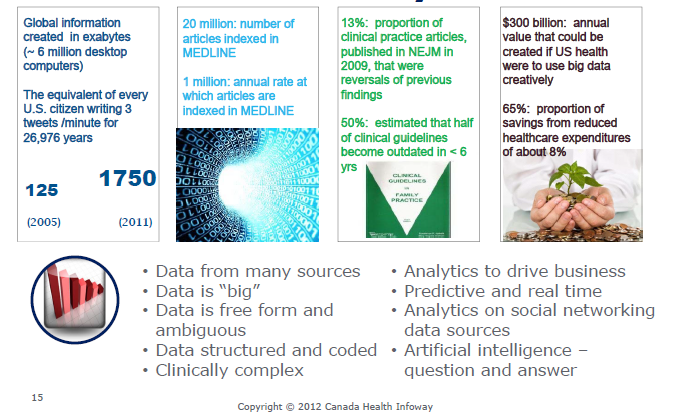 Global information
created in exabytes
(~ 6 million desktop
computers)
The equivalent of every
U.S. citizen writing 3
tweets /minute for
26,976 years
125
1750
(2005)
(2011)
20 million: number of
articles indexed in
MEDLINE
1 million: annual rate at
which articles are
indexed in MEDLINE
13%: proportion of
clinical practice articles,
published in NEJM in
2009, that were
reversals of previous
findings
50%: estimated that half
of clinical guidelines
become outdated in < 6
yrs
CLINICAL
GUIDELINES
IN
FAMILY
PRACTICE
$300 billion: annual
value that could be
created if US health
were to use big data
creatively
65%: proportion of
savings from reduced
healthcare expenditures
of about 8%
• Data from many sources
• Data is “big”
• Data is free form and
ambiguous
• Data structured and coded
• Clinically complex
• Analytics to drive business
• Predictive and real time
• Analytics on social networking
data sources
• Artificial intelligence –
question and answer
15
Copyright © 2012 Canada Health Infoway